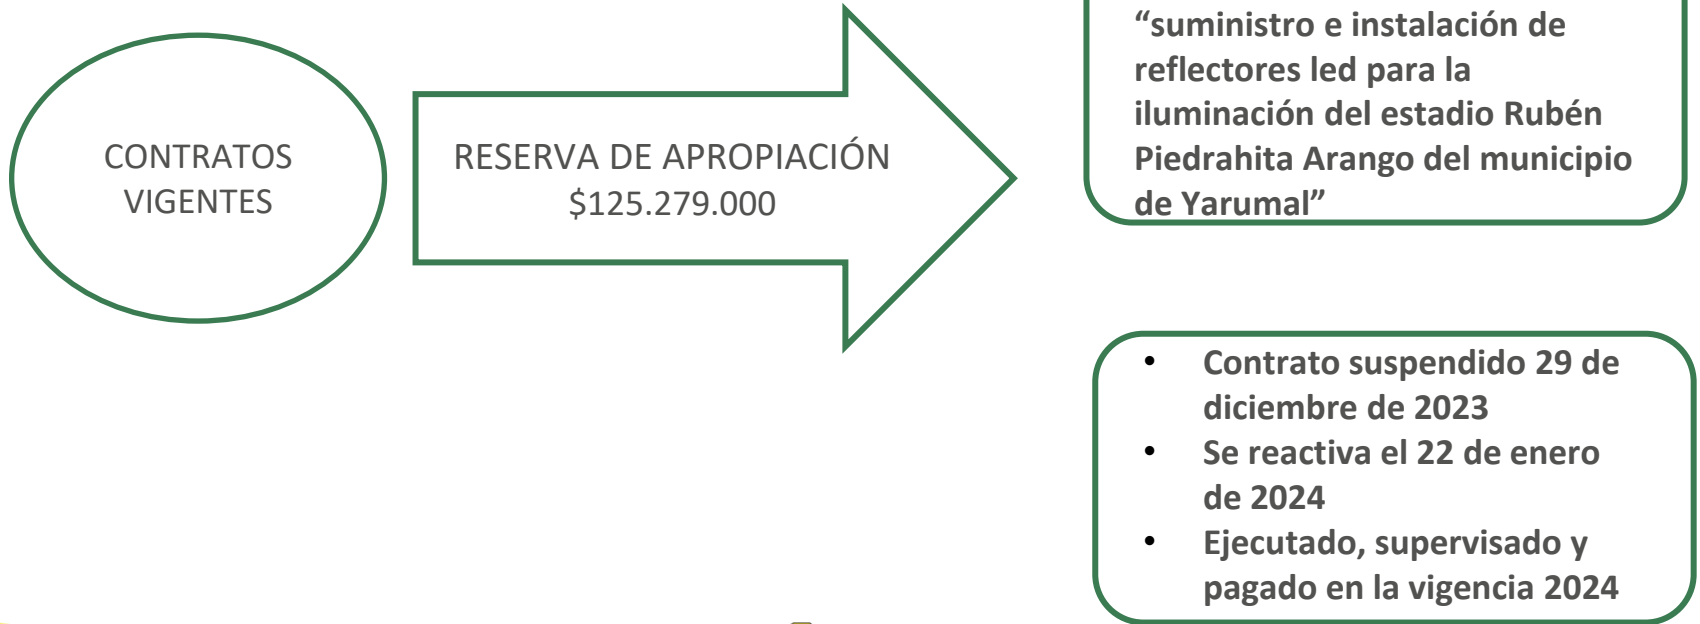 CONTRATOS
VIGENTES
RESERVA DE APROPIACIÓN
$125.279.000
“suministro e instalación de
reflectores led para la
iluminación del estadio Rubén
Piedrahita Arango del municipio
de Yarumal”
• Contrato suspendido 29 de
diciembre de 2023
• Se reactiva el 22 de enero
de 2024
• Ejecutado, supervisado y
pagado en la vigencia 2024